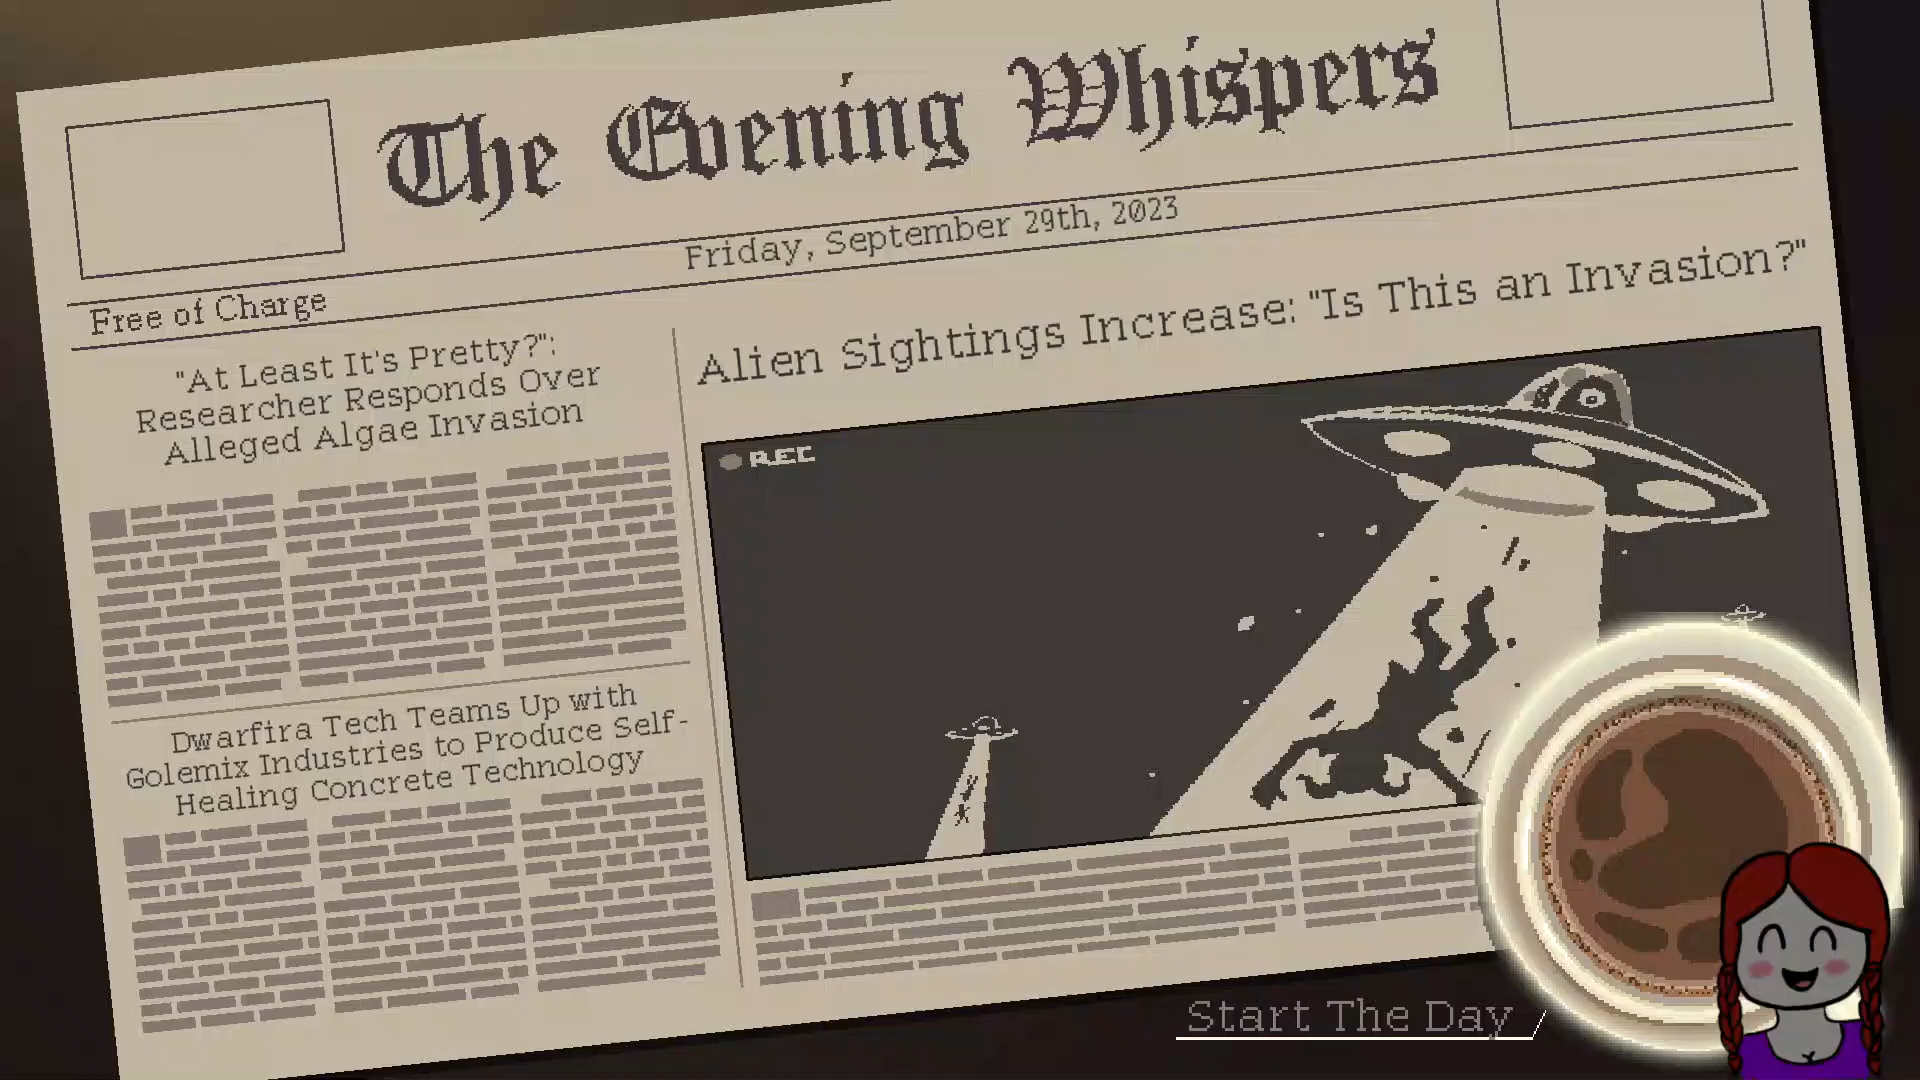 The Evening Whispers
Friday, September 29th, 2023
Free of Charge
"At Least It's Pretty?":
Researcher Responds Over
Alleged Algae Invasion
Dwarfira Tech Teams Up with
Golemix Industries to Produce Self-
Healing Concrete Technology
Alien Sightings Increase: "Is This an Invasion?"
REC
Start The Day